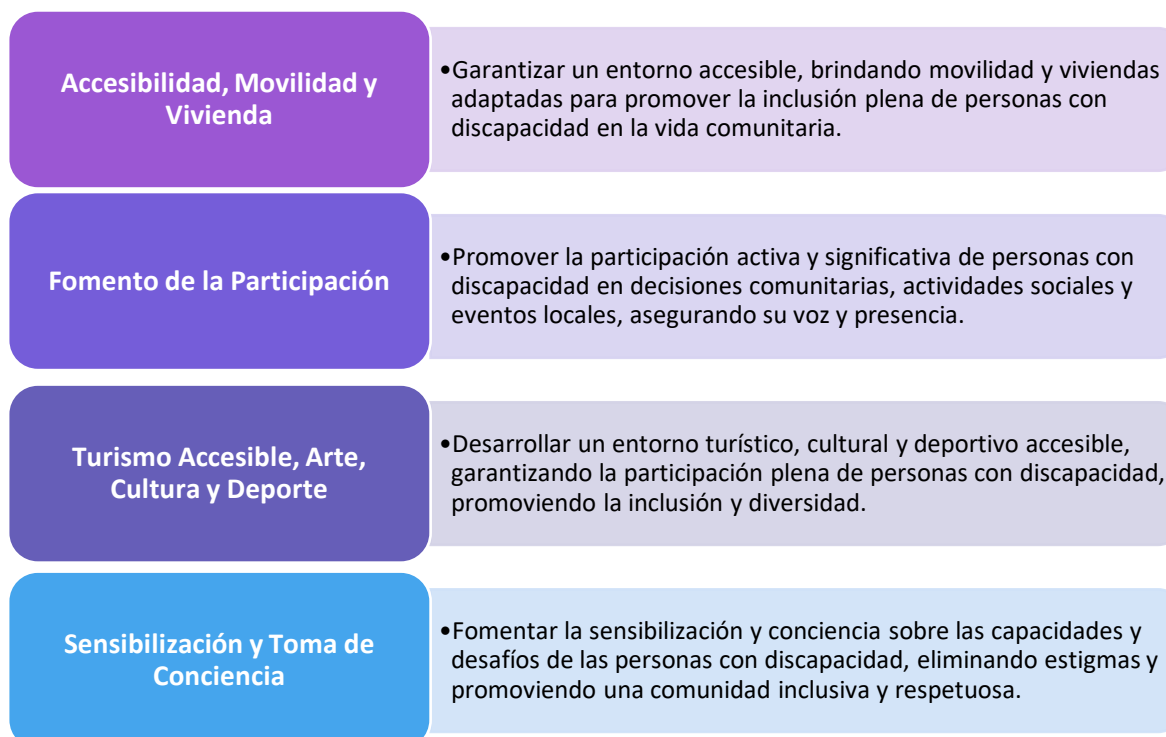 Accesibilidad, Movilidad y
Vivienda
•Garantizar un entorno accesible, brindando movilidad y viviendas
adaptadas para promover la inclusión plena de personas con
discapacidad en la vida comunitaria.
Fomento de la Participación
•Promover la participación activa y significativa de personas con
discapacidad en decisiones comunitarias, actividades sociales y
eventos locales, asegurando su voz y presencia.
Turismo Accesible, Arte,
Cultura y Deporte
•Desarrollar un entorno turístico, cultural y deportivo accesible,
garantizando la participación plena de personas con discapacidad,
promoviendo la inclusión y diversidad.
Sensibilización y Toma de
Conciencia
•Fomentar la sensibilización y conciencia sobre las capacidades y
desafíos de las personas con discapacidad, eliminando estigmas y
promoviendo una comunidad inclusiva y respetuosa.